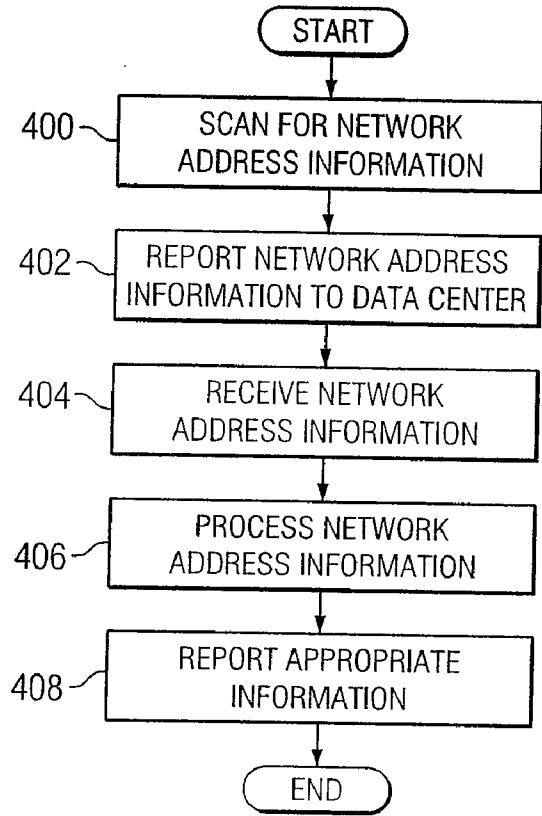 START
400
SCAN FOR NETWORK
ADDRESS INFORMATION
402
REPORT NETWORK ADDRESS
INFORMATION TO DATA CENTER
404
RECEIVE NETWORK
ADDRESS INFORMATION
406
PROCESS NETWORK
ADDRESS INFORMATION
408
REPORT APPROPRIATE
INFORMATION
END